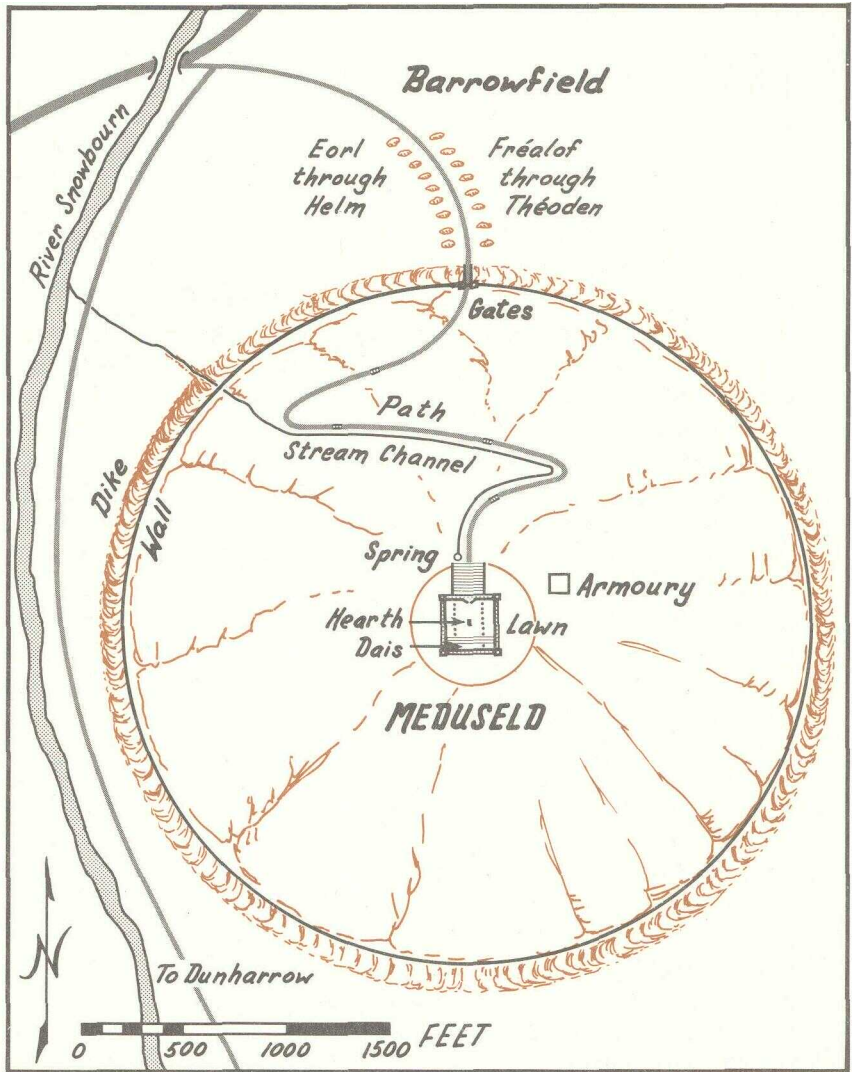 Barrowfield
Eorl
through
Helm
Fréalof
through
Théoden
River Snowbourn
Gates
Path
Stream Channel
Dike
Wall
Spring
Armoury
Hearth
Lawn
Dais
MEDUSELD
N
To Dunharrow
FEET
0 500 1000 1500